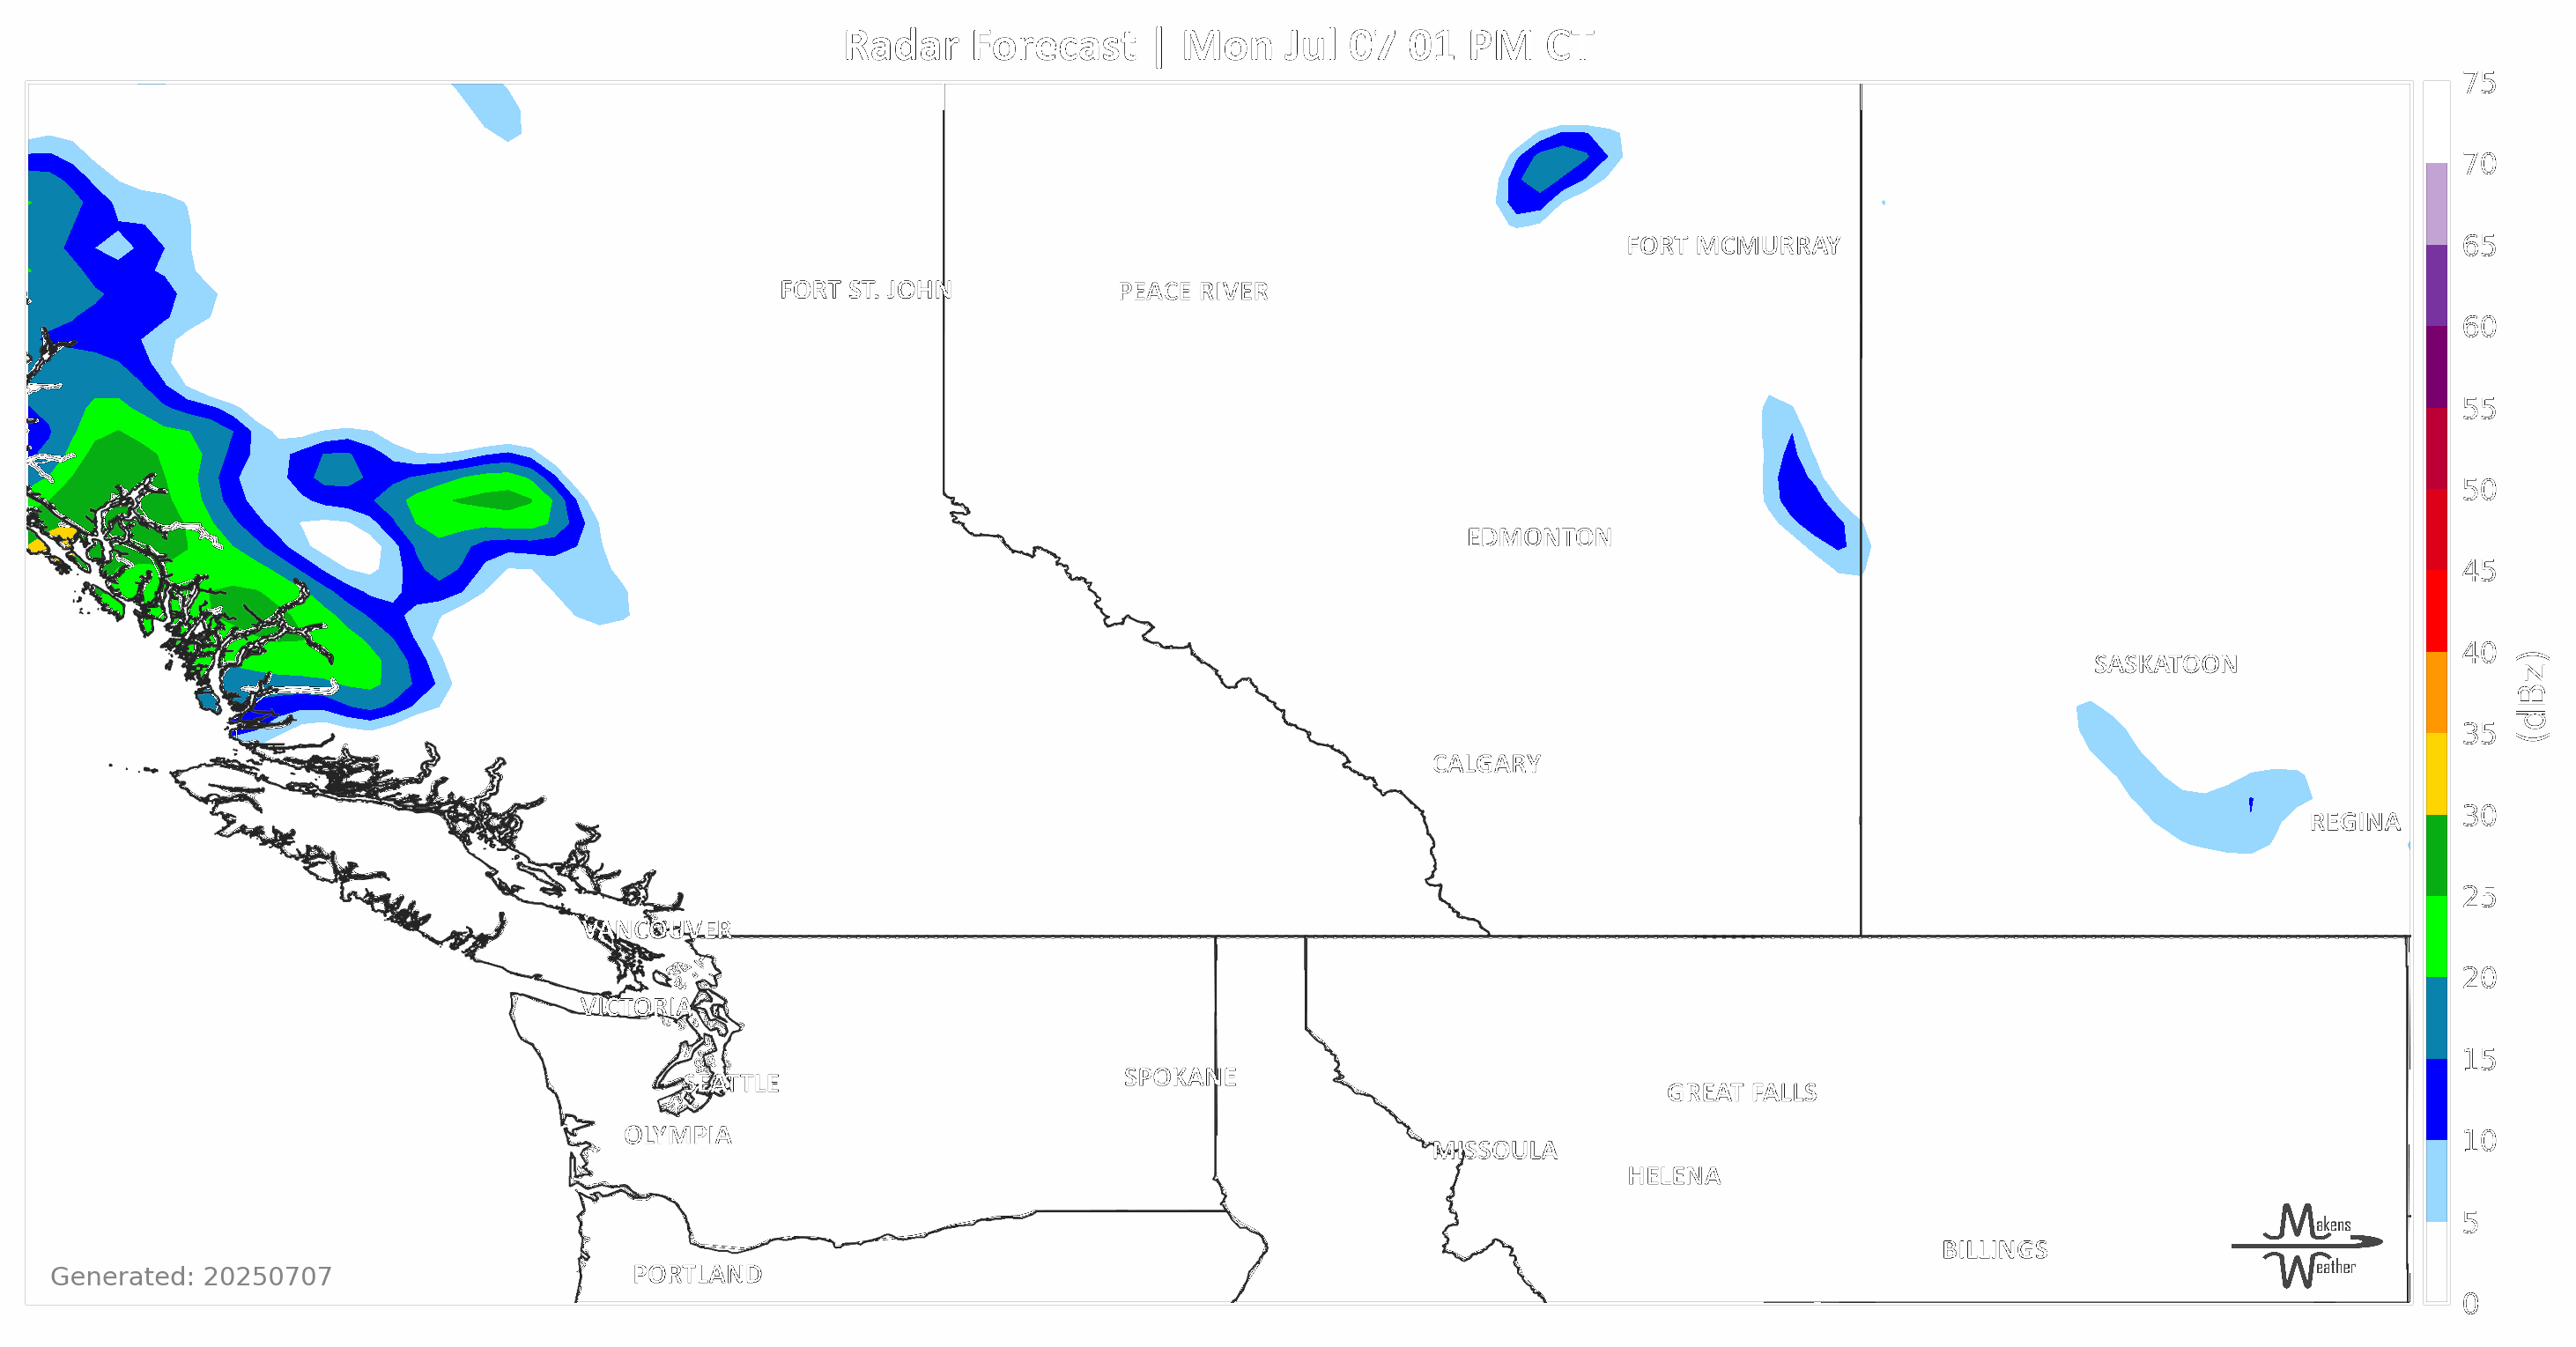 Radar Forecast | Mon Jul 07 01 PM CT
75
70
65
60
55
50
45
40
35
30
25
20
15
10
5
0
(dBz)
FORT MCMURRAY
FORT ST. JOHN
PEACE RIVER
EDMONTON
SASKATOON
CALGARY
REGINA
VANCOUVER
VICTORIA
SEATTLE
SPOKANE
GREAT FALLS
OLYMPIA
MISSOULA
HELENA
BILLINGS
PORTLAND
Makens
Weather
Generated: 20250707